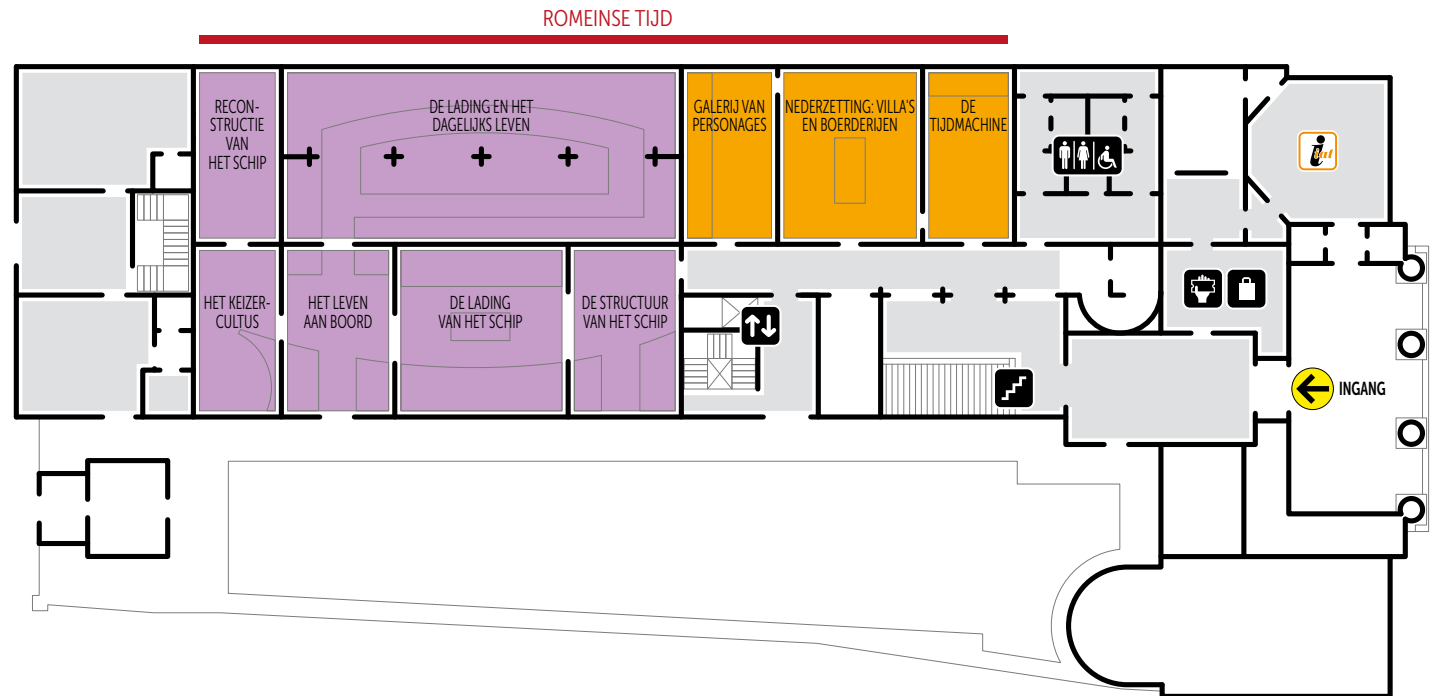 ROMEINSE TIJD
RECON-
STRUCTIE
VAN
HET SCHIP
DE LADING EN HET
DAGELIJKS LEVEN
GALERIJ VAN
PERSONAGES
NEDERZETTING: VILLA'S
EN BOERDERIJEN
DE
TIJDMACHINE
HET KEIZER-
CULTUS
HET LEVEN
AAN BOORD
DE LADING
VAN HET SCHIP
DE STRUCTUUR
VAN HET SCHIP
INGANG